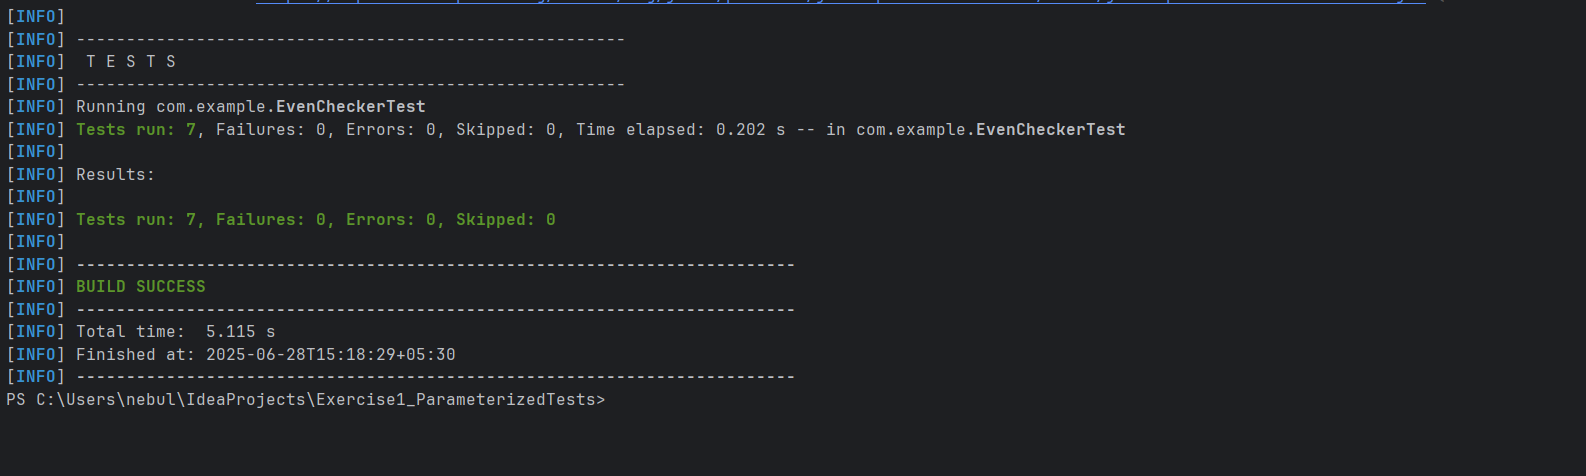 [INFO]
[INFO] -------------------------------------------------------
[INFO]  T E S T S
[INFO] -------------------------------------------------------
[INFO] Running com.example.EvenCheckerTest
[INFO] Tests run: 7, Failures: 0, Errors: 0, Skipped: 0, Time elapsed: 0.202 s -- in com.example.EvenCheckerTest
[INFO]
[INFO] Results:
[INFO]
[INFO] Tests run: 7, Failures: 0, Errors: 0, Skipped: 0
[INFO]
[INFO] ------------------------------------------------------------------------
[INFO] BUILD SUCCESS
[INFO] ------------------------------------------------------------------------
[INFO] Total time:  5.115 s
[INFO] Finished at: 2025-06-28T15:18:29+05:30
[INFO] ------------------------------------------------------------------------
PS C:\Users\nebul\IdeaProjects\Exercise1_ParameterizedTests>